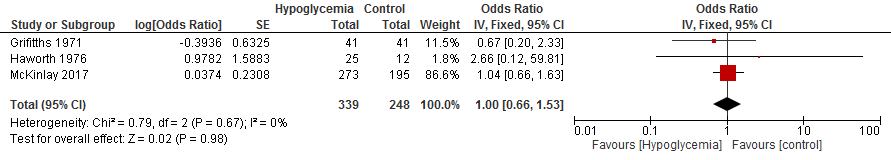 Hypoglycemia Control Odds Ratio Odds Ratio
Study or Subgroup log[Odds Ratio] SE Total Total Weight IV, Fixed, 95% CI IV, Fixed, 95% CI
Grifitths 1971 -0.3936 0.6325 41 41 11.5% 0.67 [0.20, 2.33]
Haworth 1976 0.9782 1.5883 25 12 1.8% 2.66 [0.12, 59.81]
McKinlay 2017 0.0374 0.2308 273 195 86.6% 1.04 [0.66, 1.63]
Total (95% CI) 339 248 100.0% 1.00 [0.66, 1.53]
Heterogeneity: Chi² = 0.79, df = 2 (P = 0.67); I² = 0%
Test for overall effect: Z = 0.02 (P = 0.98)
0.01 0.1 1 10 100
Favours [Hypoglycemia] Favours [control]